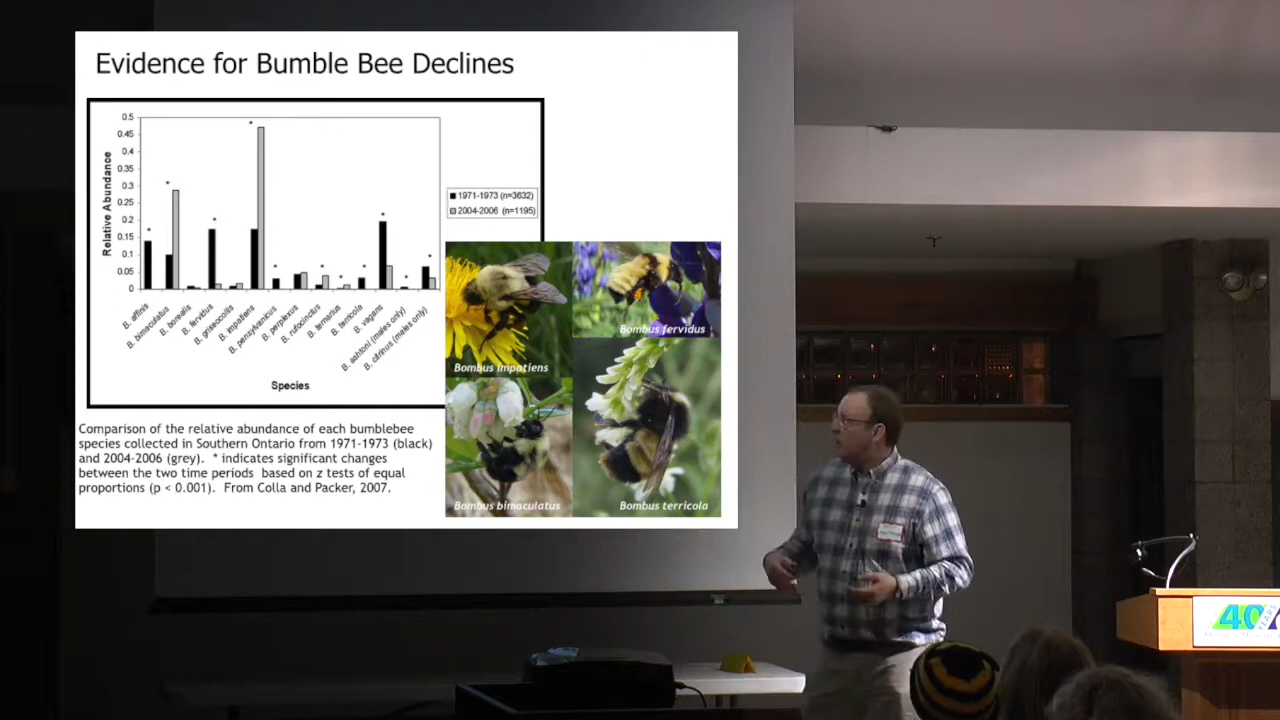 Evidence for Bumble Bee Declines
0.5
0.45
0.4
0.35
0.3
0.25
0.2
0.15
0.1
0.05
0
Relative Abundance
* * * * * * * * * * *
1971-1973 (n=3632)
2004-2006 (n=1195)
B. affinis
B. bimaculatus
B. borealis
B. fervidus
B. griseocollis
B. impatiens
B. pensylvanicus
B. perplexus
B. rufocinctus
B. ternarius
B. terricola
B. vagans
B. ashtoni (males only)
B. citrinus (males only)
Species
Bombus impatiens
Bombus fervidus
Bombus bimaculatus
Bombus terricola
Comparison of the relative abundance of each bumblebee
species collected in Southern Ontario from 1971-1973 (black)
and 2004-2006 (grey). * indicates significant changes
between the two time periods based on z tests of equal
proportions (p < 0.001). From Colla and Packer, 2007.
40
YEARS